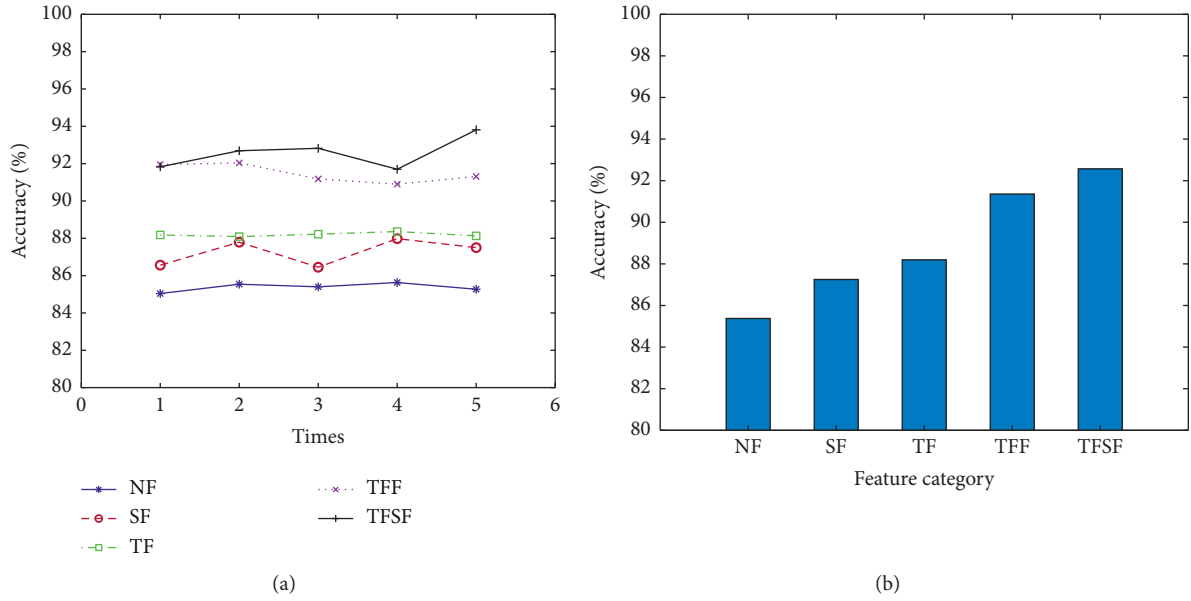 100
98
96
94
92
90
88
86
84
82
80
Accuracy (%)
0 1 2 3 4 5 6
Times
NF
SF
TF
TFF
TFSF
(a)
100
98
96
94
92
90
88
86
84
82
80
Accuracy (%)
NF SF TF TFF TFSF
Feature category
(b)